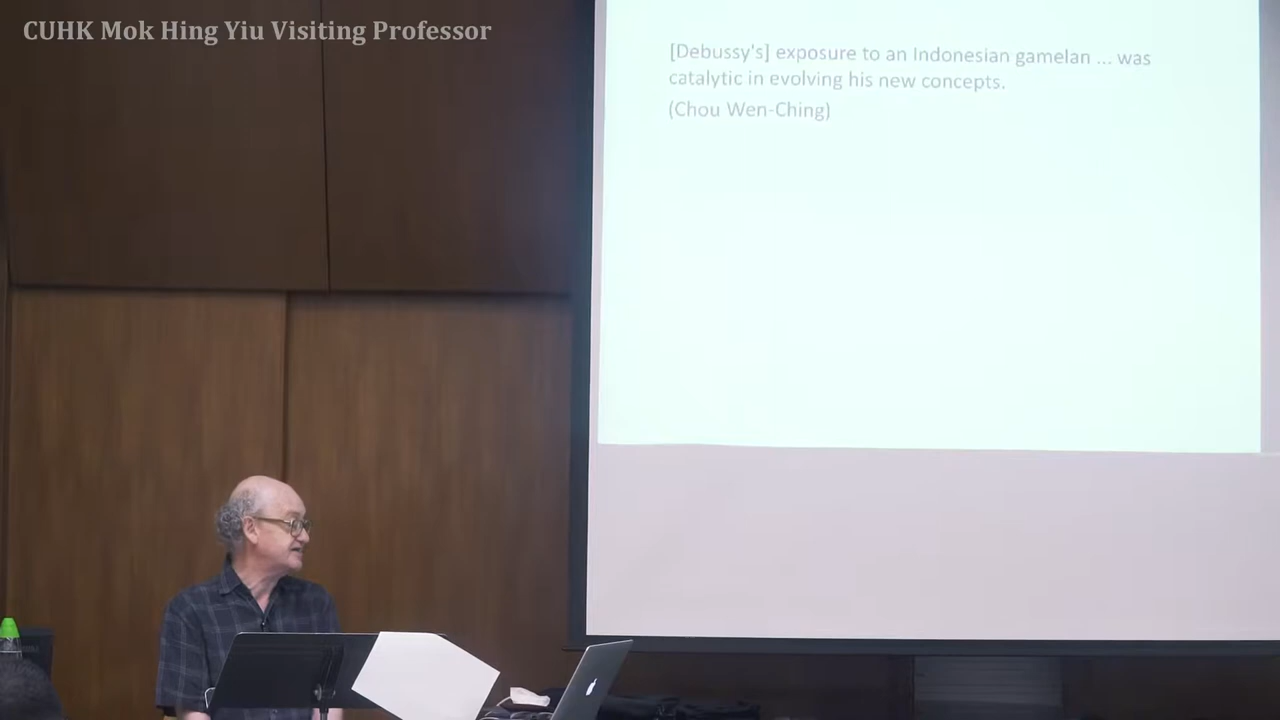 CUHK Mok Hing Yiu Visiting Professor
[Debussy's] exposure to an Indonesian gamelan ... was
catalytic in evolving his new concepts.
(Chou Wen-Ching)